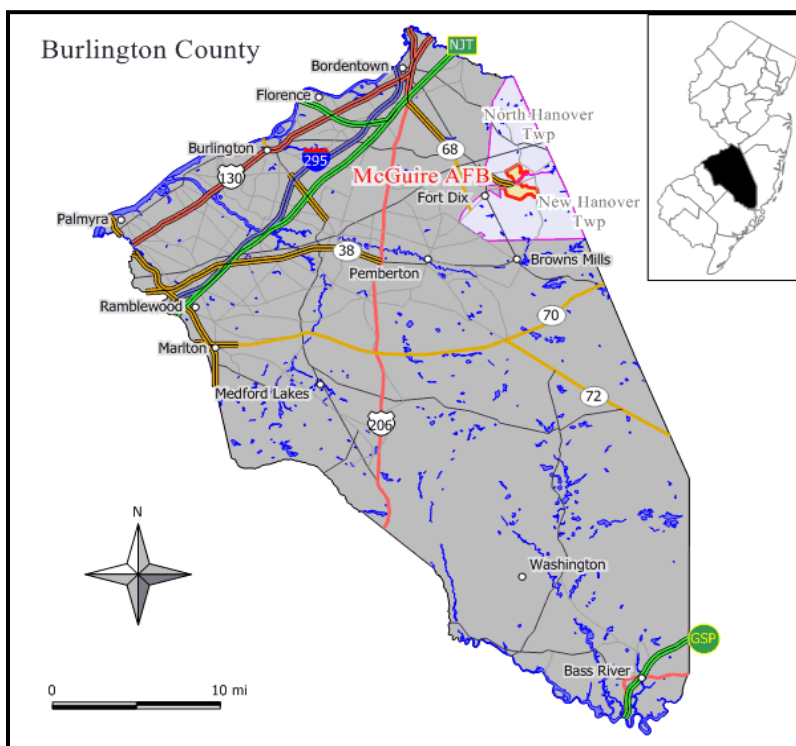 Burlington County
NJT
Bordentown
Florence
North Hanover
Twp
Burlington
68
295
130
McGuire AFB
Fort Dix
New Hanover
Twp
Palmyra
38
Pemberton
Browns Mills
Ramblewood
70
Marlton
Medford Lakes
72
206
N
Washington
GSP
Bass River
0
10 mi